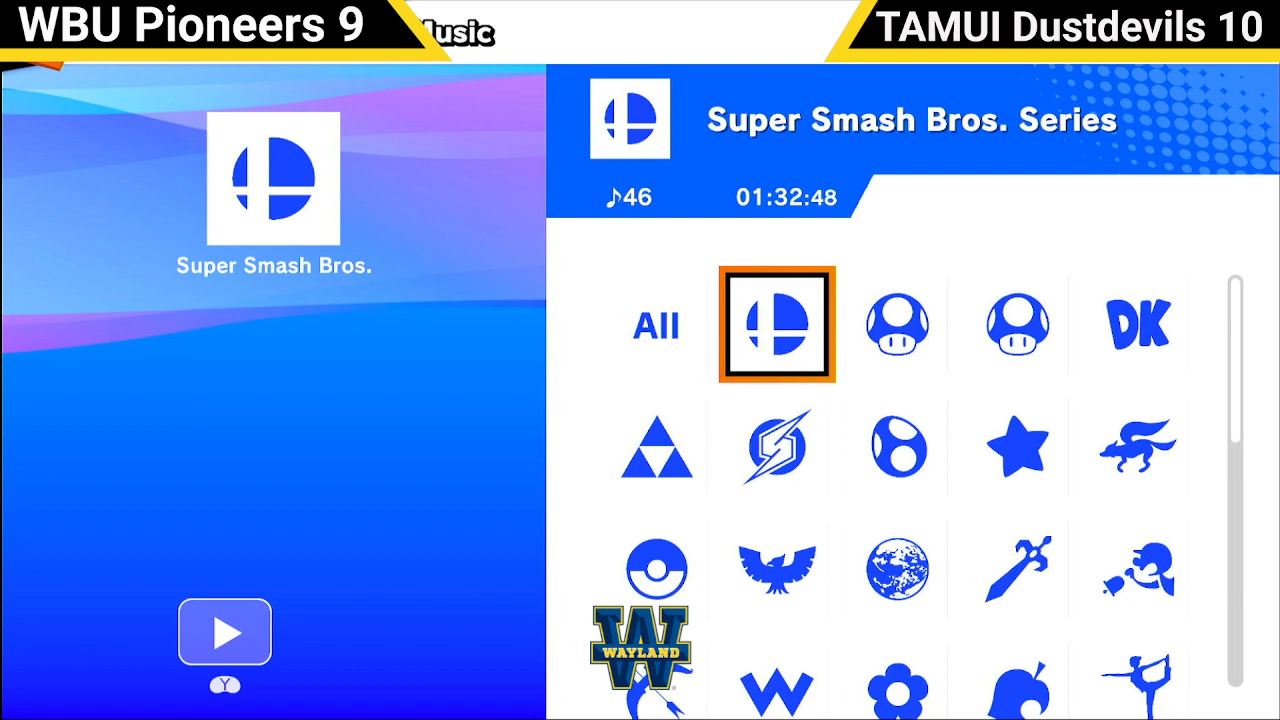 WBU Pioneers 9
Music
TAMUI Dustdevils 10
Super Smash Bros. Series
♪46
01:32:48
Super Smash Bros.
All
DK
WAYLAND
Y